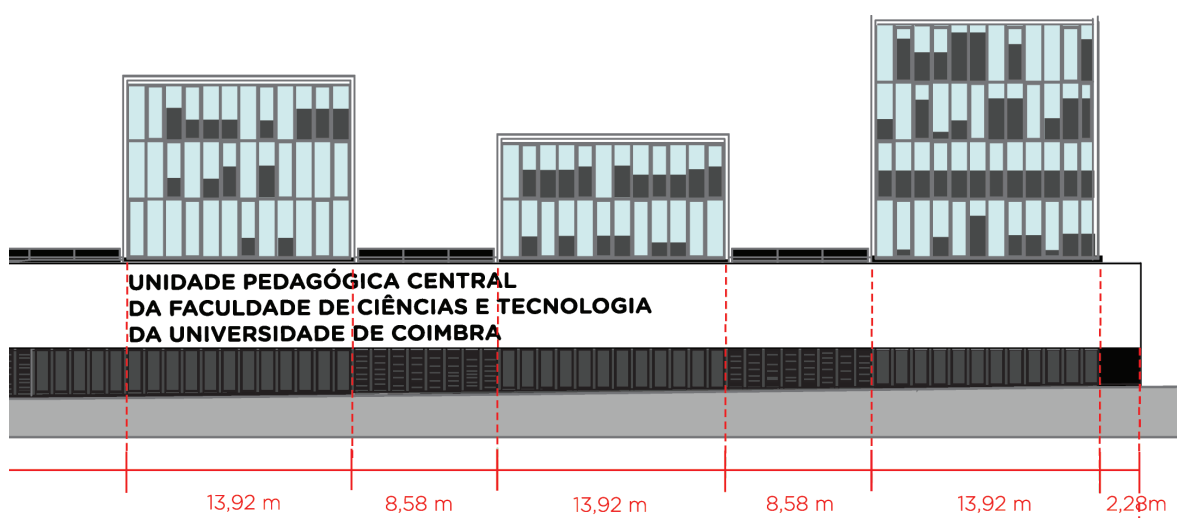 UNIDADE PEDAGÓGICA CENTRAL
DA FACULDADE DE CIÊNCIAS E TECNOLOGIA
DA UNIVERSIDADE DE COIMBRA
13,92 m 8,58 m 13,92 m 8,58 m 13,92 m 2,28m